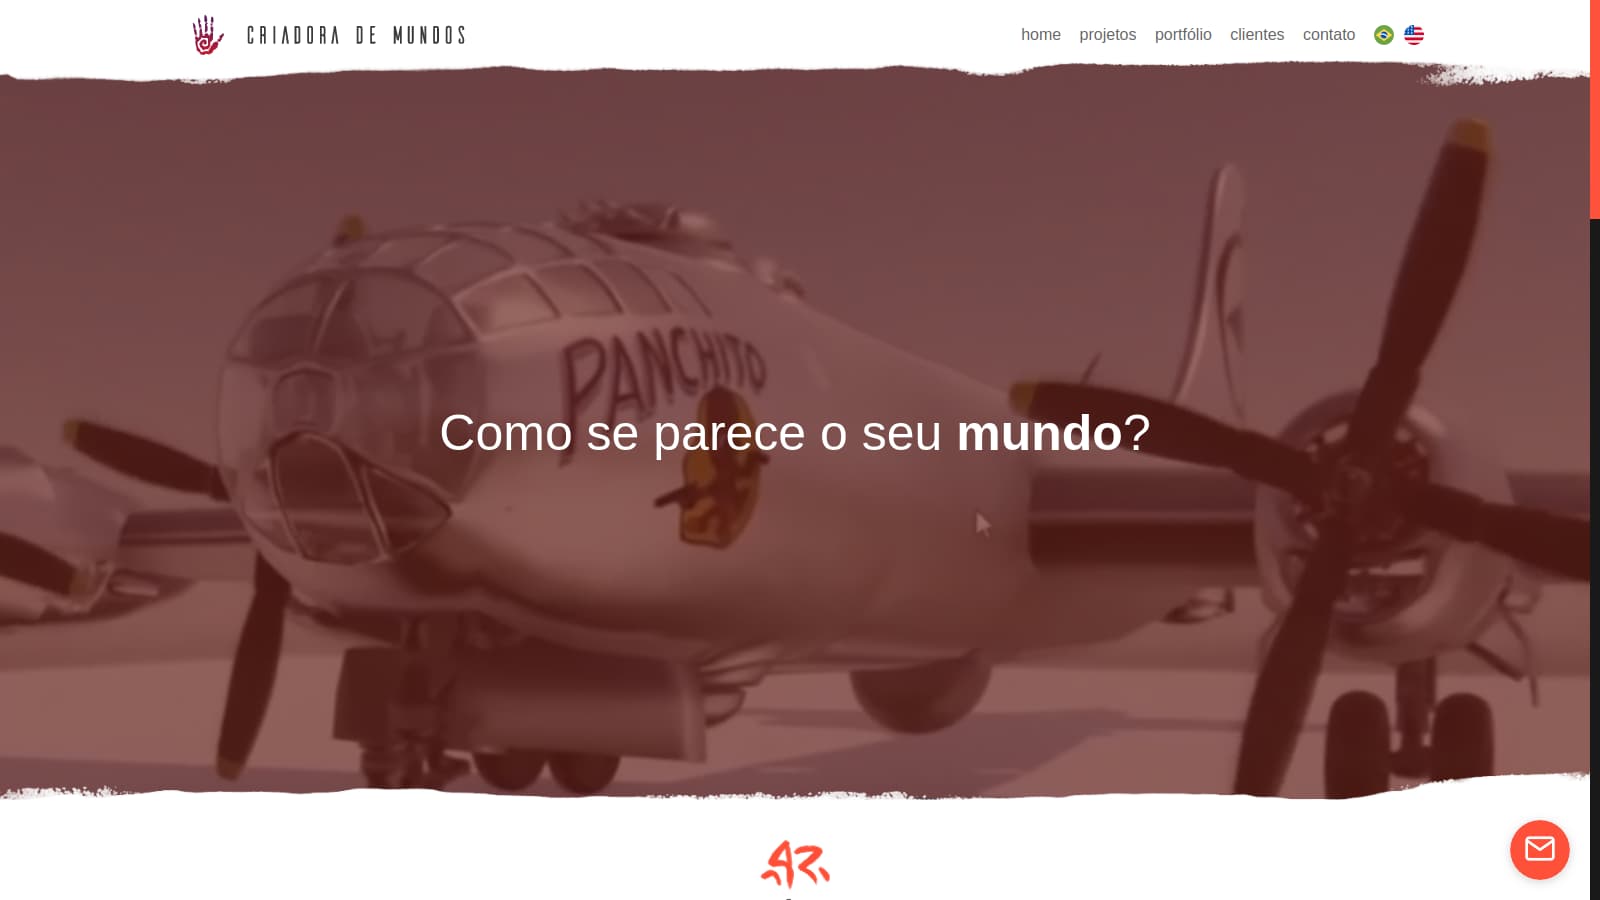 CRIADORA DE MUNDOS
home
projetos
portfólio
clientes
contato
PANCHITO
Como se parece o seu mundo?